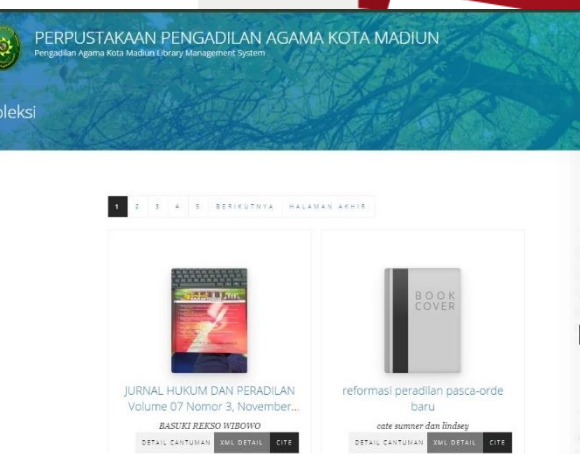 PERPUSTAKAAN PENGADILAN AGAMA KOTA MADIUN
Pengadilan Agama Kota Madiun Library Management System
oleksi
1 2 3 4 5 BERIKUTNYA HALAMAN AKHIR
BOOK
COVER
JURNAL HUKUM DAN PERADILAN
Volume 07 Nomor 3, November...
BASUKI REKSO WIBOWO
DETAIL CANTUMAN XML DETAIL CITE
reformasi peradilan pasca-orde
baru
cate sumner dan lindsey
DETAIL CANTUMAN XML DETAIL CITE